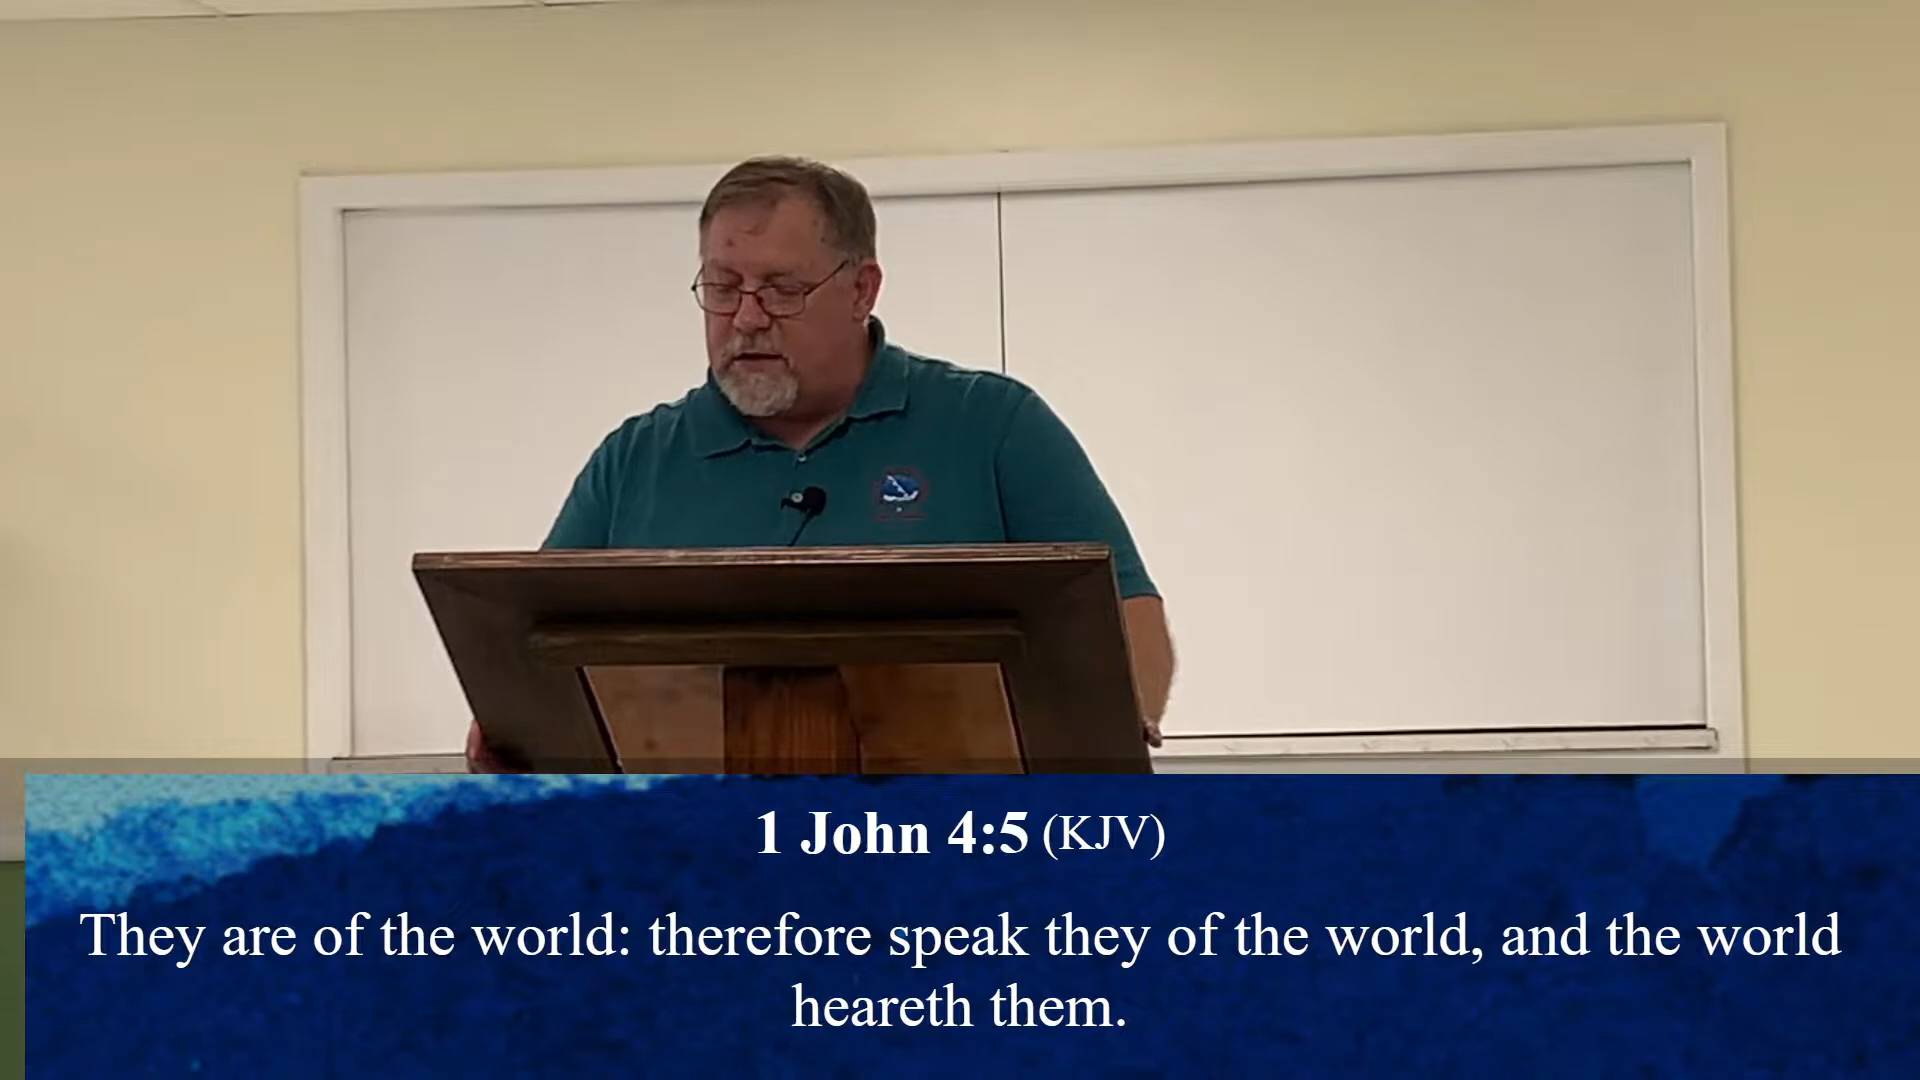 1 John 4:5 (KJV)
They are of the world: therefore speak they of the world, and the world
heareth them.